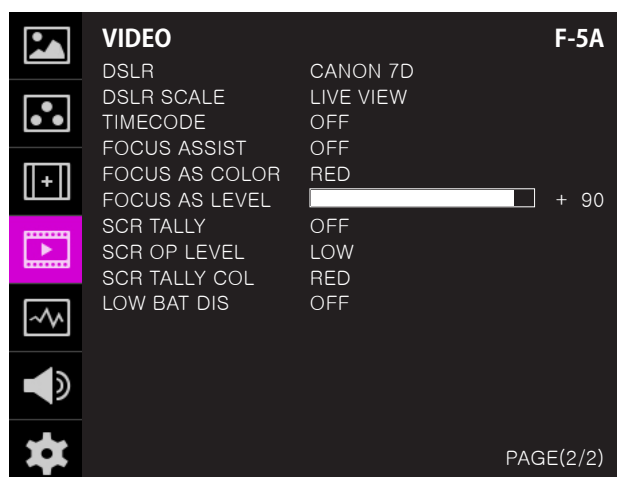 VIDEO F-5A
DSLR CANON 7D
DSLR SCALE LIVE VIEW
TIMECODE OFF
FOCUS ASSIST OFF
FOCUS AS COLOR RED
FOCUS AS LEVEL + 90
SCR TALLY OFF
SCR OP LEVEL LOW
SCR TALLY COL RED
LOW BAT DIS OFF
PAGE(2/2)